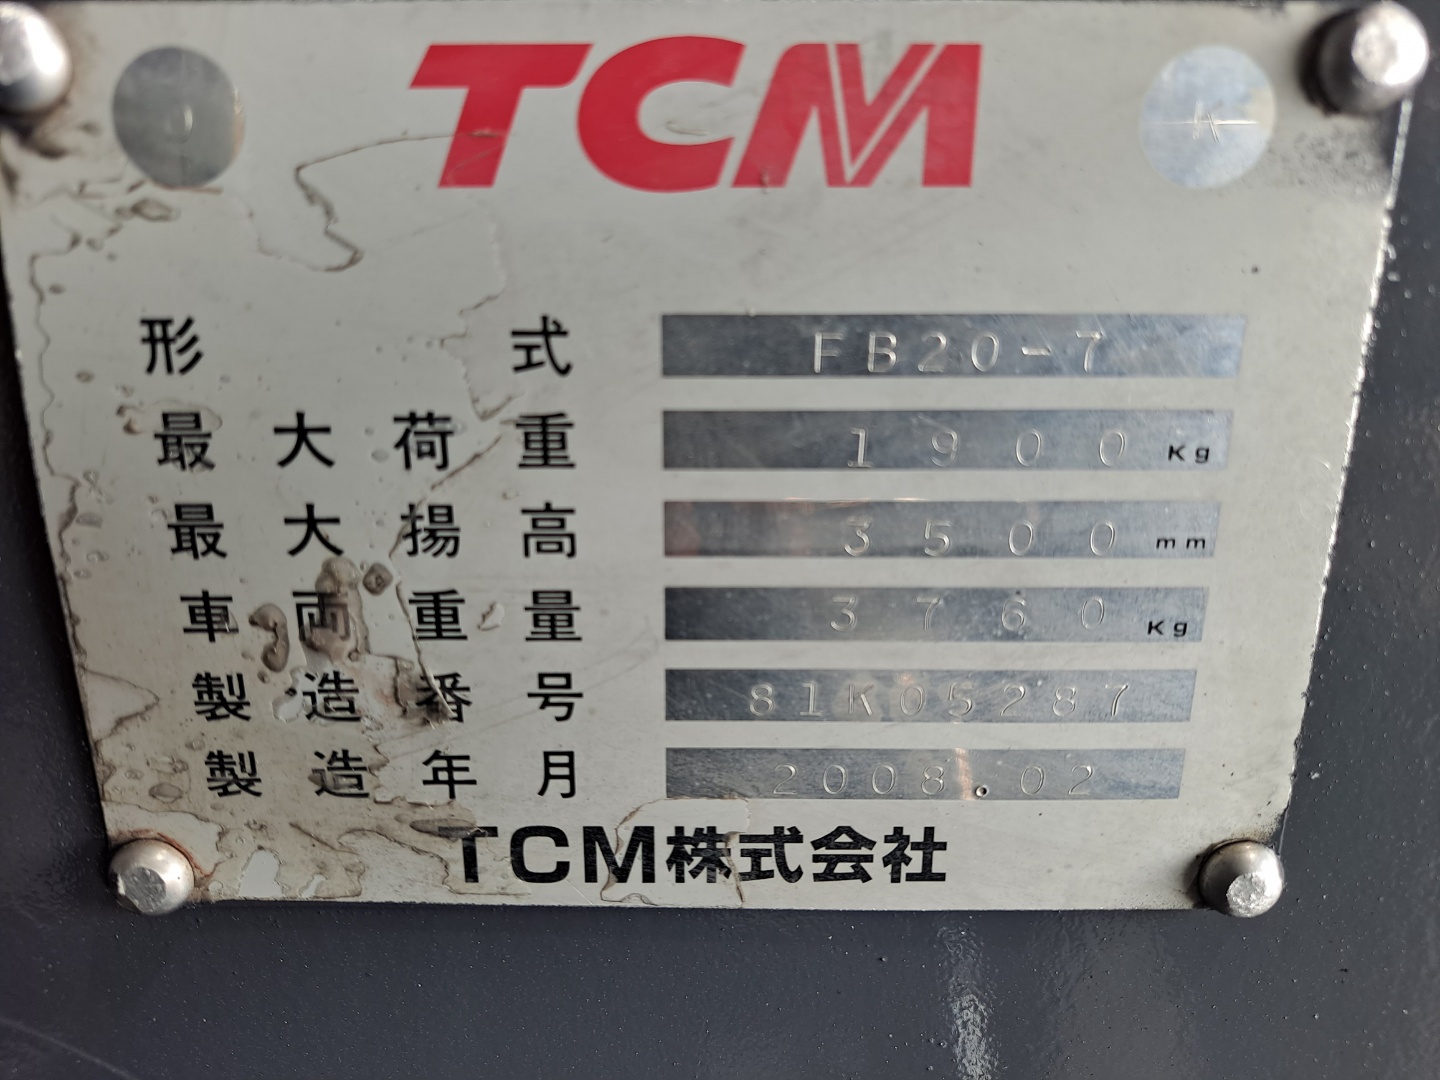 TCM
形式 FB20-7
最大荷重 1900 Kg
最大揚高 3500 mm
車両重量 3760 Kg
製造番号 81K05287
製造年月 2008.02
TCM株式会社